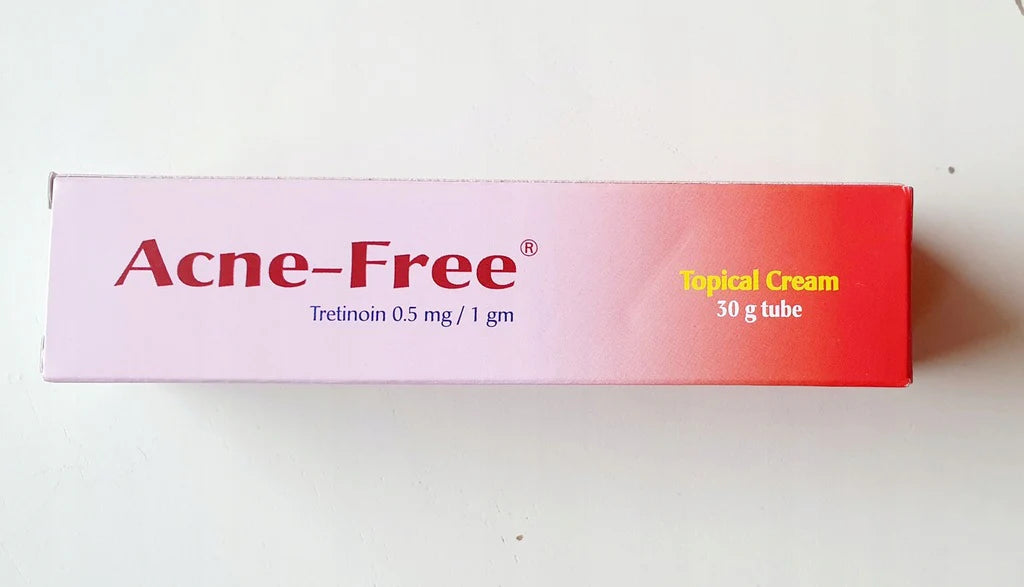 Acne-Free®
Tretinoin 0.5 mg / 1 gm
Topical Cream
30 g tube